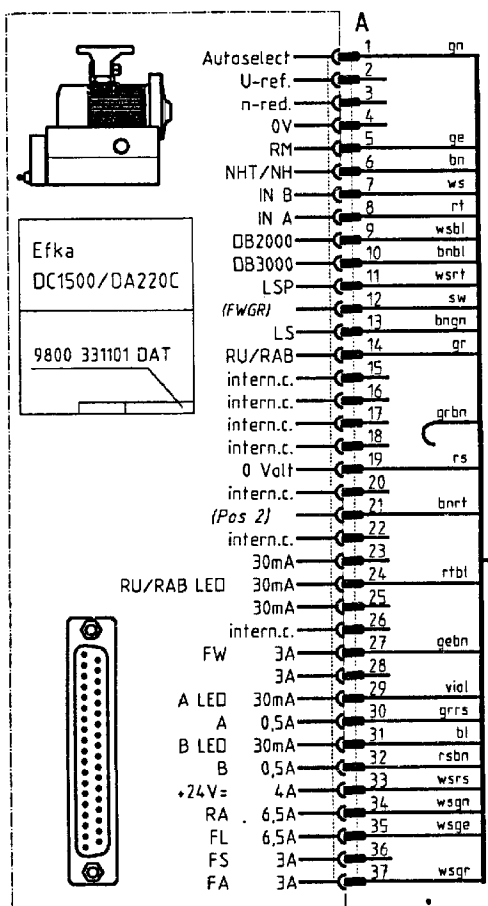 A
Autoselect 1 gn
U-ref. 2
n-red. 3
0V 4
RM 5 ge
NHT/NH 6 bn
IN B 7 ws
IN A 8 rt
DB2000 9 wsbl
DB3000 10 bnbl
LSP 11 wsrt
(FWGR) 12 sw
LS 13 bngn
RU/RAB 14 gr
intern.c. 15
intern.c. 16
intern.c. 17 grbn
intern.c. 18
0 Volt 19 rs
intern.c. 20
(Pos 2) 21 bnrt
intern.c. 22
30mA 23
RU/RAB LED 30mA 24 rtbl
30mA 25
intern.c. 26
FW 3A 27 gebn
3A 28
A LED 30mA 29 viol
A 0,5A 30 grrs
B LED 30mA 31 bl
B 0,5A 32 rsbn
+24V= 4A 33 wsrs
RA 6,5A 34 wsgn
FL 6,5A 35 wsge
FS 3A 36
FA 3A 37 wsgr
Efka
DC1500/DA220C
9800 331101 DAT